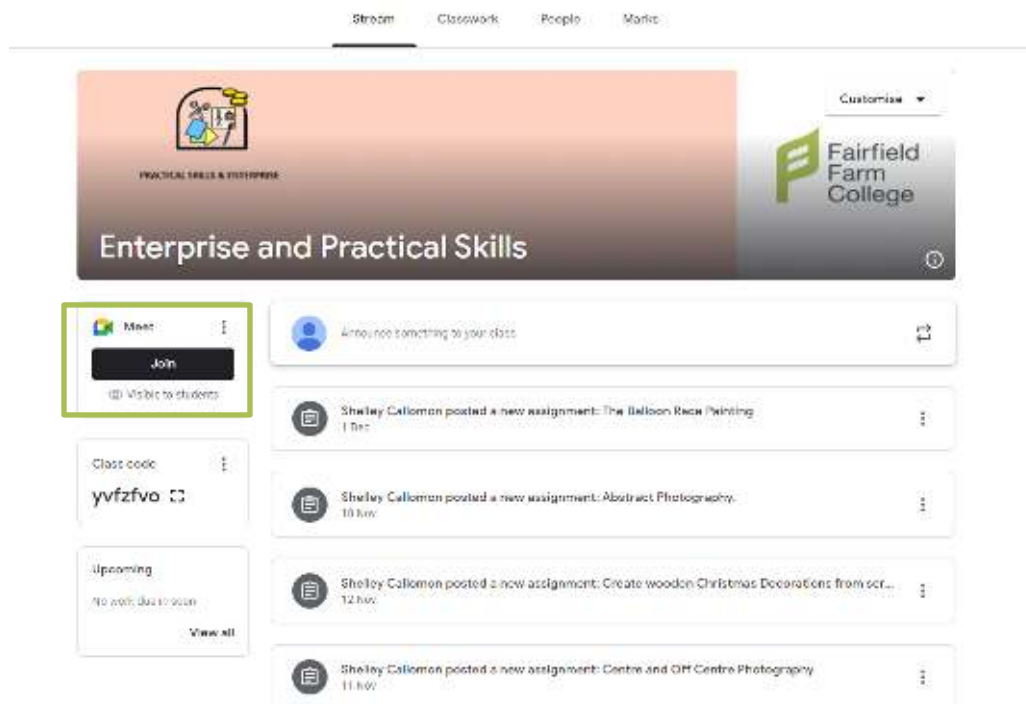 Stream Classwork People Marks
Customise
PRACTICAL SKILLS & ENTERPRISE
Fairfield
Farm
College
Enterprise and Practical Skills
Meet
Join
Visible to students
Announce something to your class
Shelley Callomon posted a new assignment: The Balloon Race Painting
1 Dec
Class code
yvfzfvo
Shelley Callomon posted a new assignment: Abstract Photography.
Nov
Upcoming
No work due in soon
View all
Shelley Callomon posted a new assignment: Create wooden Christmas Decorations from scr...
12 Nov
Shelley Callomon posted a new assignment: Centre and Off Centre Photography
11 Nov